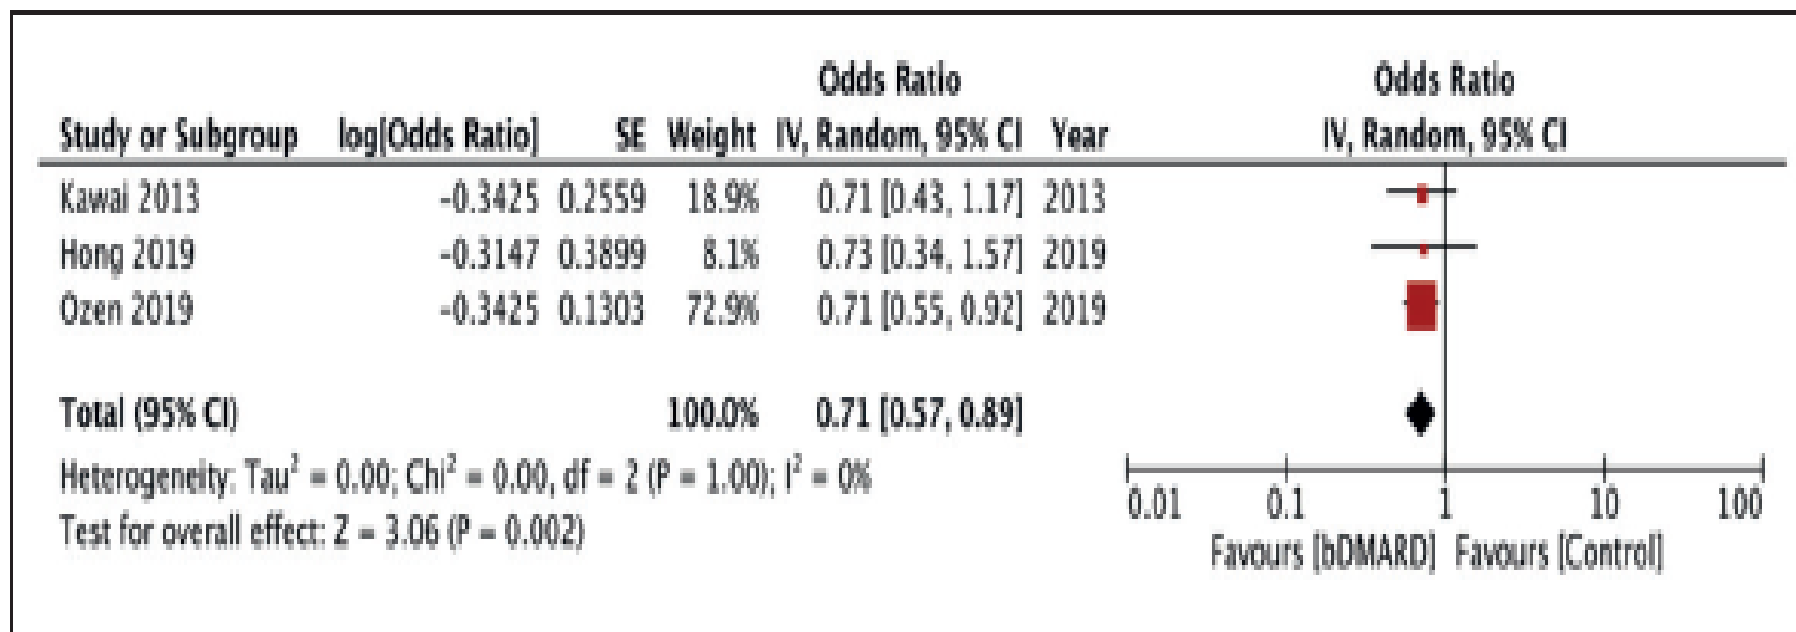 Odds Ratio Odds Ratio
Study or Subgroup log[Odds Ratio] SE Weight IV, Random, 95% CI Year IV, Random, 95% CI
Kawai 2013 -0.3425 0.2559 18.9% 0.71 [0.43, 1.17] 2013
Hong 2019 -0.3147 0.3899 8.1% 0.73 [0.34, 1.57] 2019
Ozen 2019 -0.3425 0.1303 72.9% 0.71 [0.55, 0.92] 2019
Total (95% CI) 100.0% 0.71 [0.57, 0.89]
Heterogeneity: Tau² = 0.00; Chi² = 0.00, df = 2 (P = 1.00); I² = 0%
Test for overall effect: Z = 3.06 (P = 0.002)
0.01 0.1 1 10 100
Favours [bDMARD] Favours [Control]